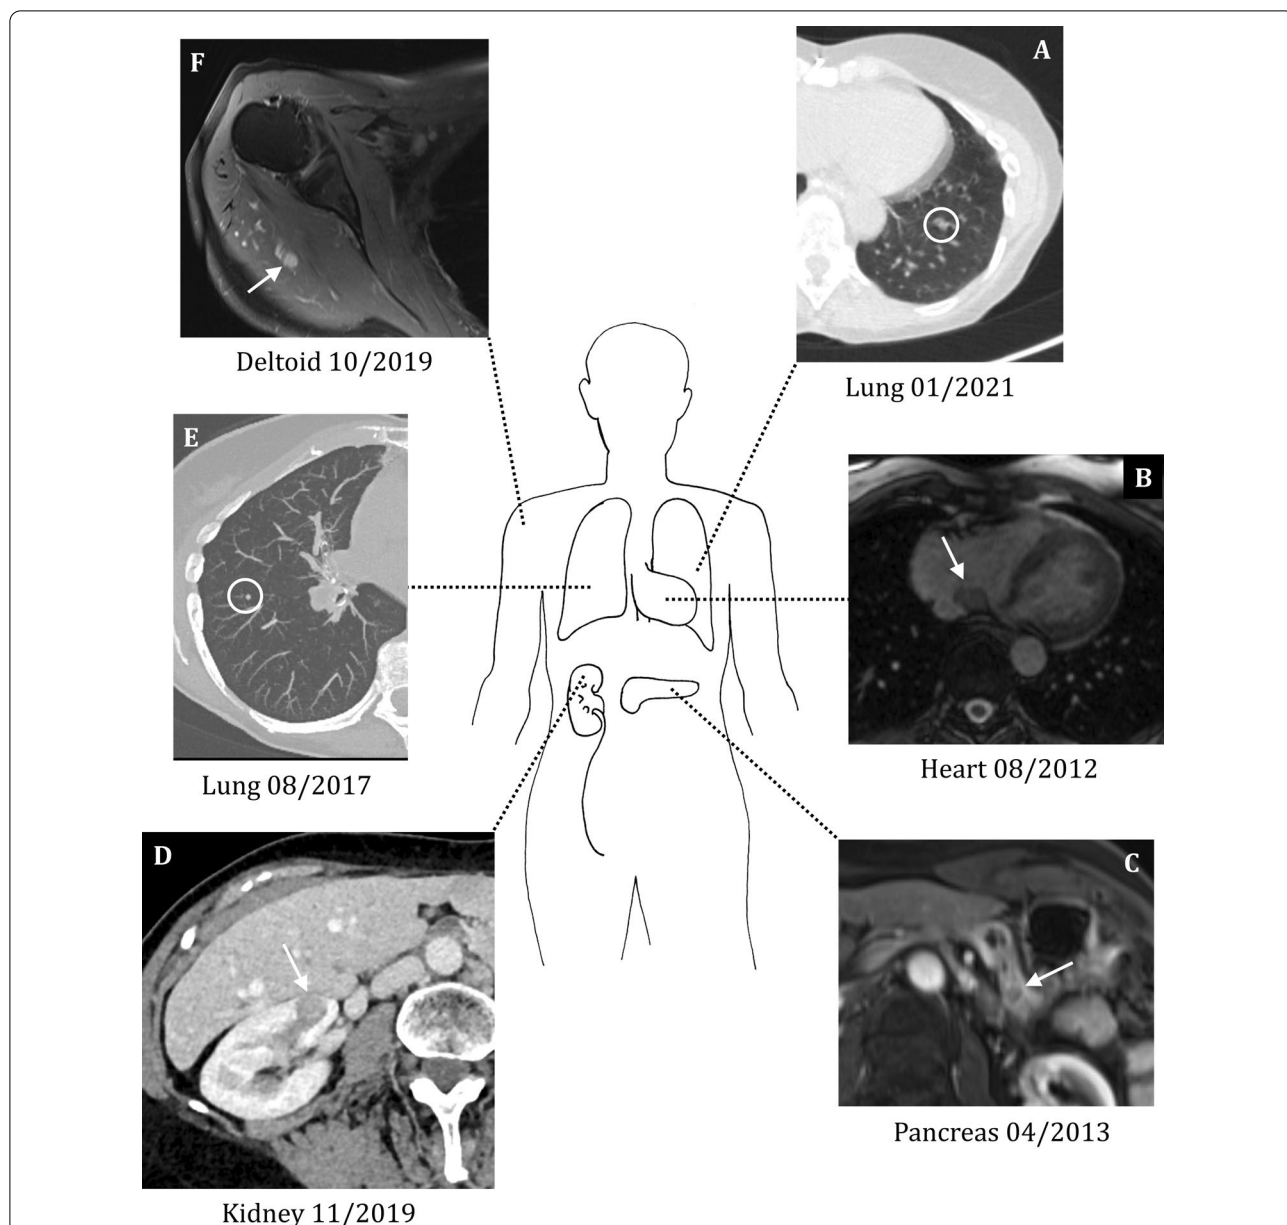 F
A
Deltoid 10/2019
Lung 01/2021
E
B
Lung 08/2017
Heart 08/2012
D
C
Pancreas 04/2013
Kidney 11/2019